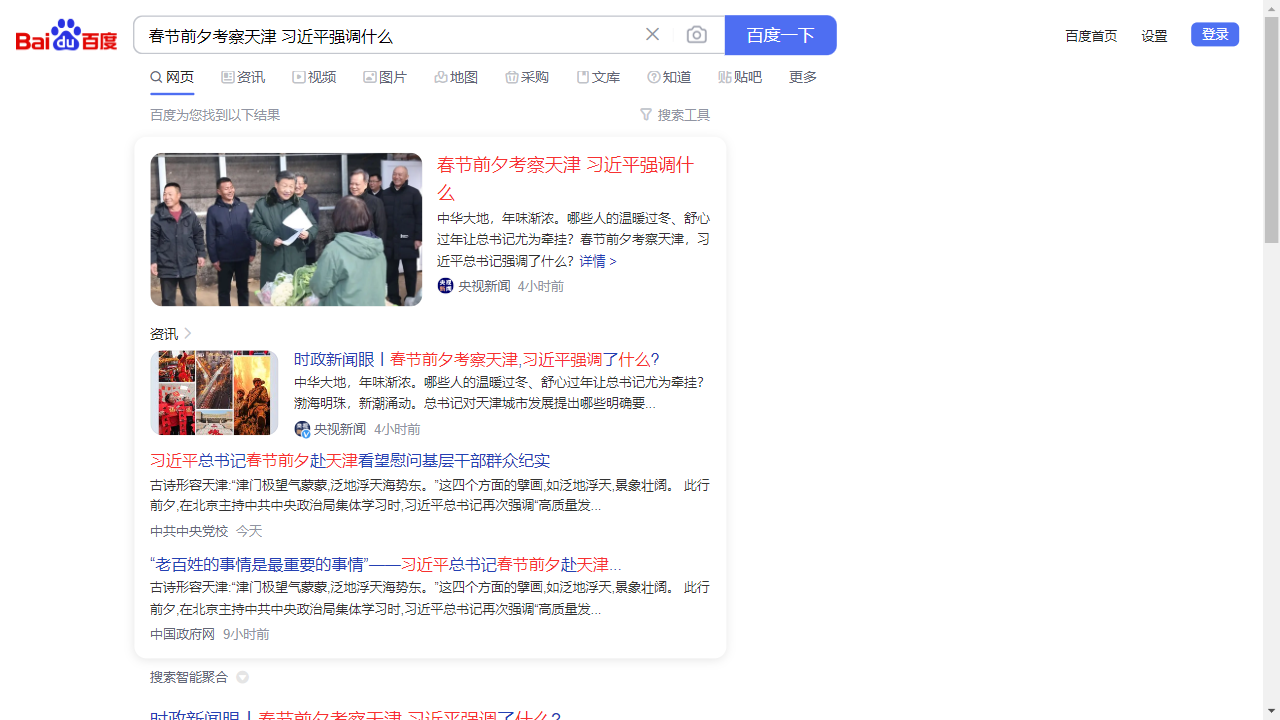 Bai du 百度
春节前夕考察天津 习近平强调什么
百度一下
百度首页
设置
登录
网页
资讯
视频
图片
地图
采购
文库
知道
贴
贴吧
更多
百度为您找到以下结果
搜索工具
春节前夕考察天津 习近平强调什
么
中华大地，年味渐浓。哪些人的温暖过冬、舒心
过年让总书记尤为牵挂？春节前夕考察天津，习
近平总书记强调了什么？详情 >
央视新闻 4小时前
资讯
时政新闻眼丨春节前夕考察天津,习近平强调了什么?
中华大地，年味渐浓。哪些人的温暖过冬、舒心过年让总书记尤为牵挂？
渤海明珠，新潮涌动。总书记对天津城市发展提出哪些明确要...
央视新闻 4小时前
习近平总书记春节前夕赴天津看望慰问基层干部群众纪实
古诗形容天津:“津门极望气蒙蒙,泛地浮天海势东。”这四个方面的擘画,如泛地浮天,景象壮阔。 此行
前夕,在北京主持中共中央政治局集体学习时,习近平总书记再次强调“高质量发...
中共中央党校 今天
“老百姓的事情是最重要的事情”——习近平总书记春节前夕赴天津...
古诗形容天津:“津门极望气蒙蒙,泛地浮天海势东。”这四个方面的擘画,如泛地浮天,景象壮阔。 此行
前夕,在北京主持中共中央政治局集体学习时,习近平总书记再次强调“高质量发...
中国政府网 9小时前
搜索智能聚合
时政新闻眼丨春节前夕考察天津,习近平强调了什么?